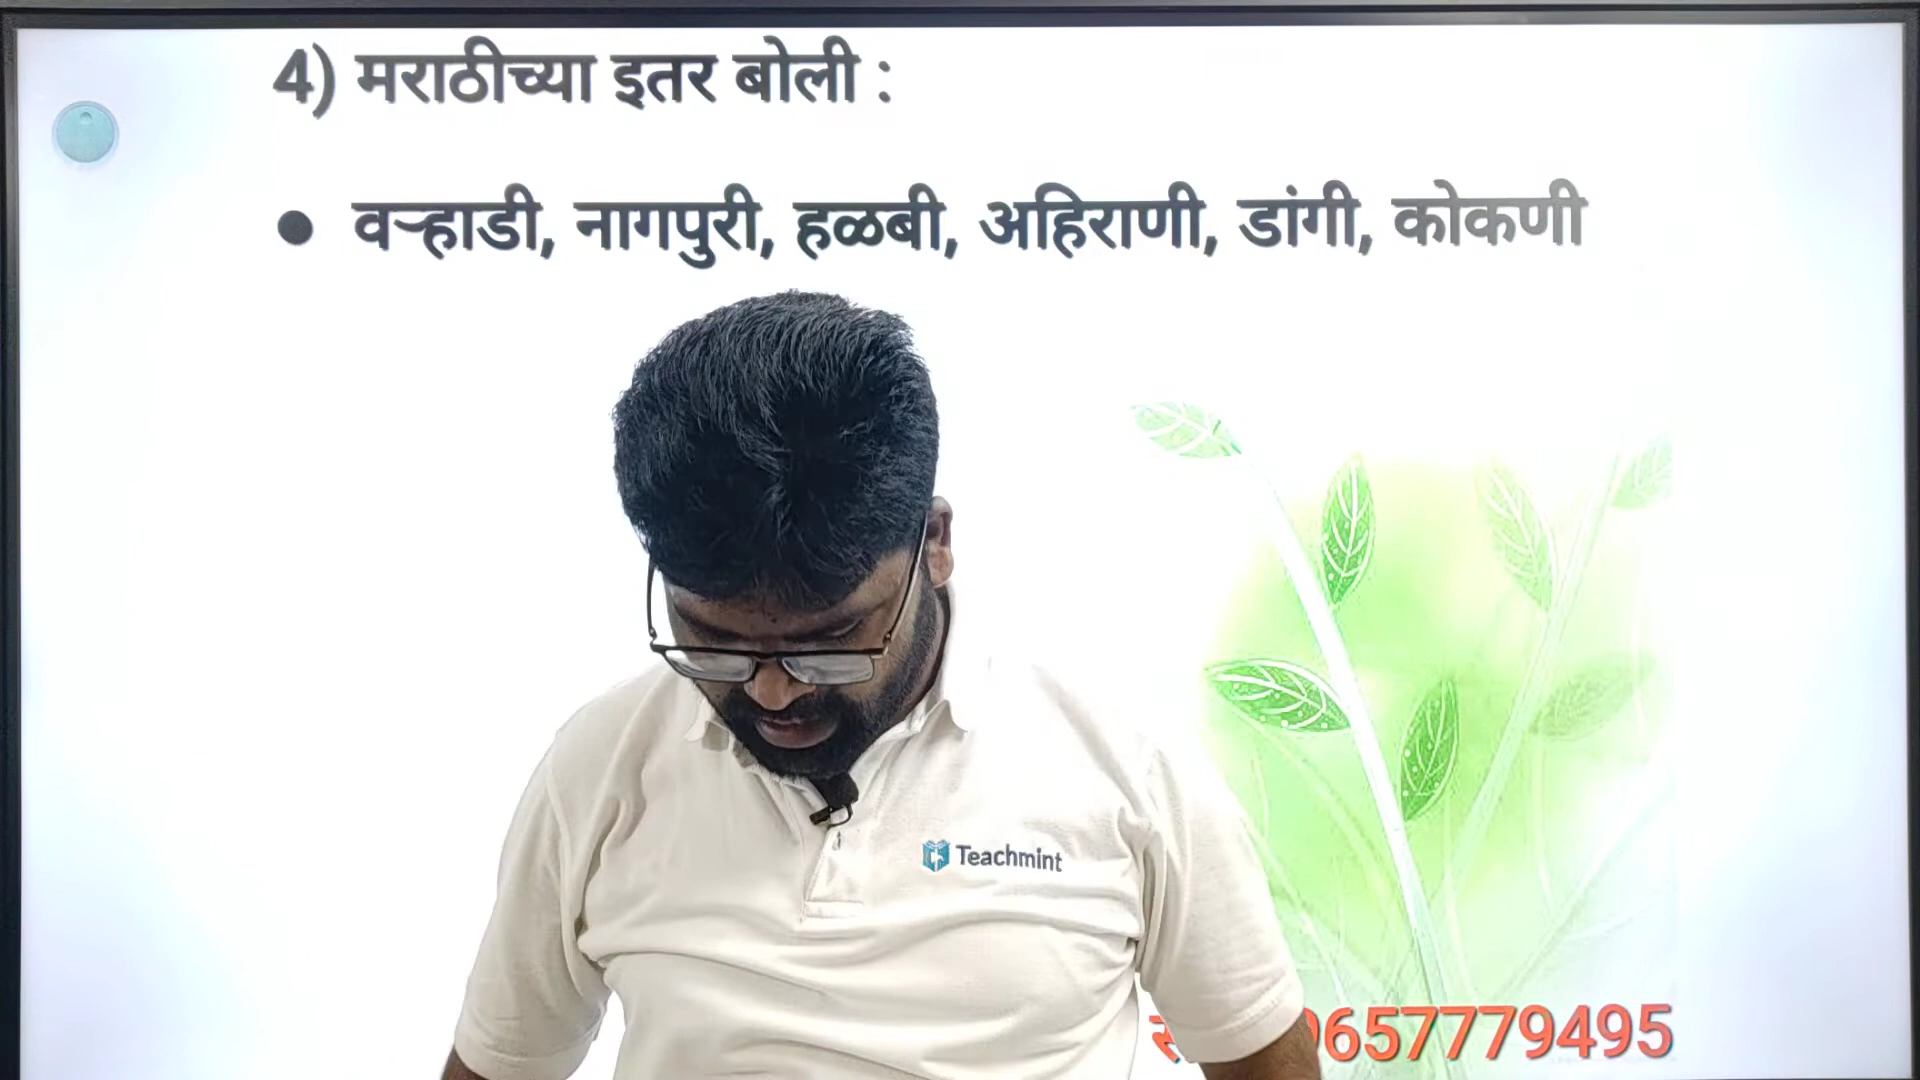 4) मराठीच्या इतर बोली :
● वऱ्हाडी, नागपुरी, हळबी, अहिराणी, डांगी, कोकणी
Teachmint
657779495